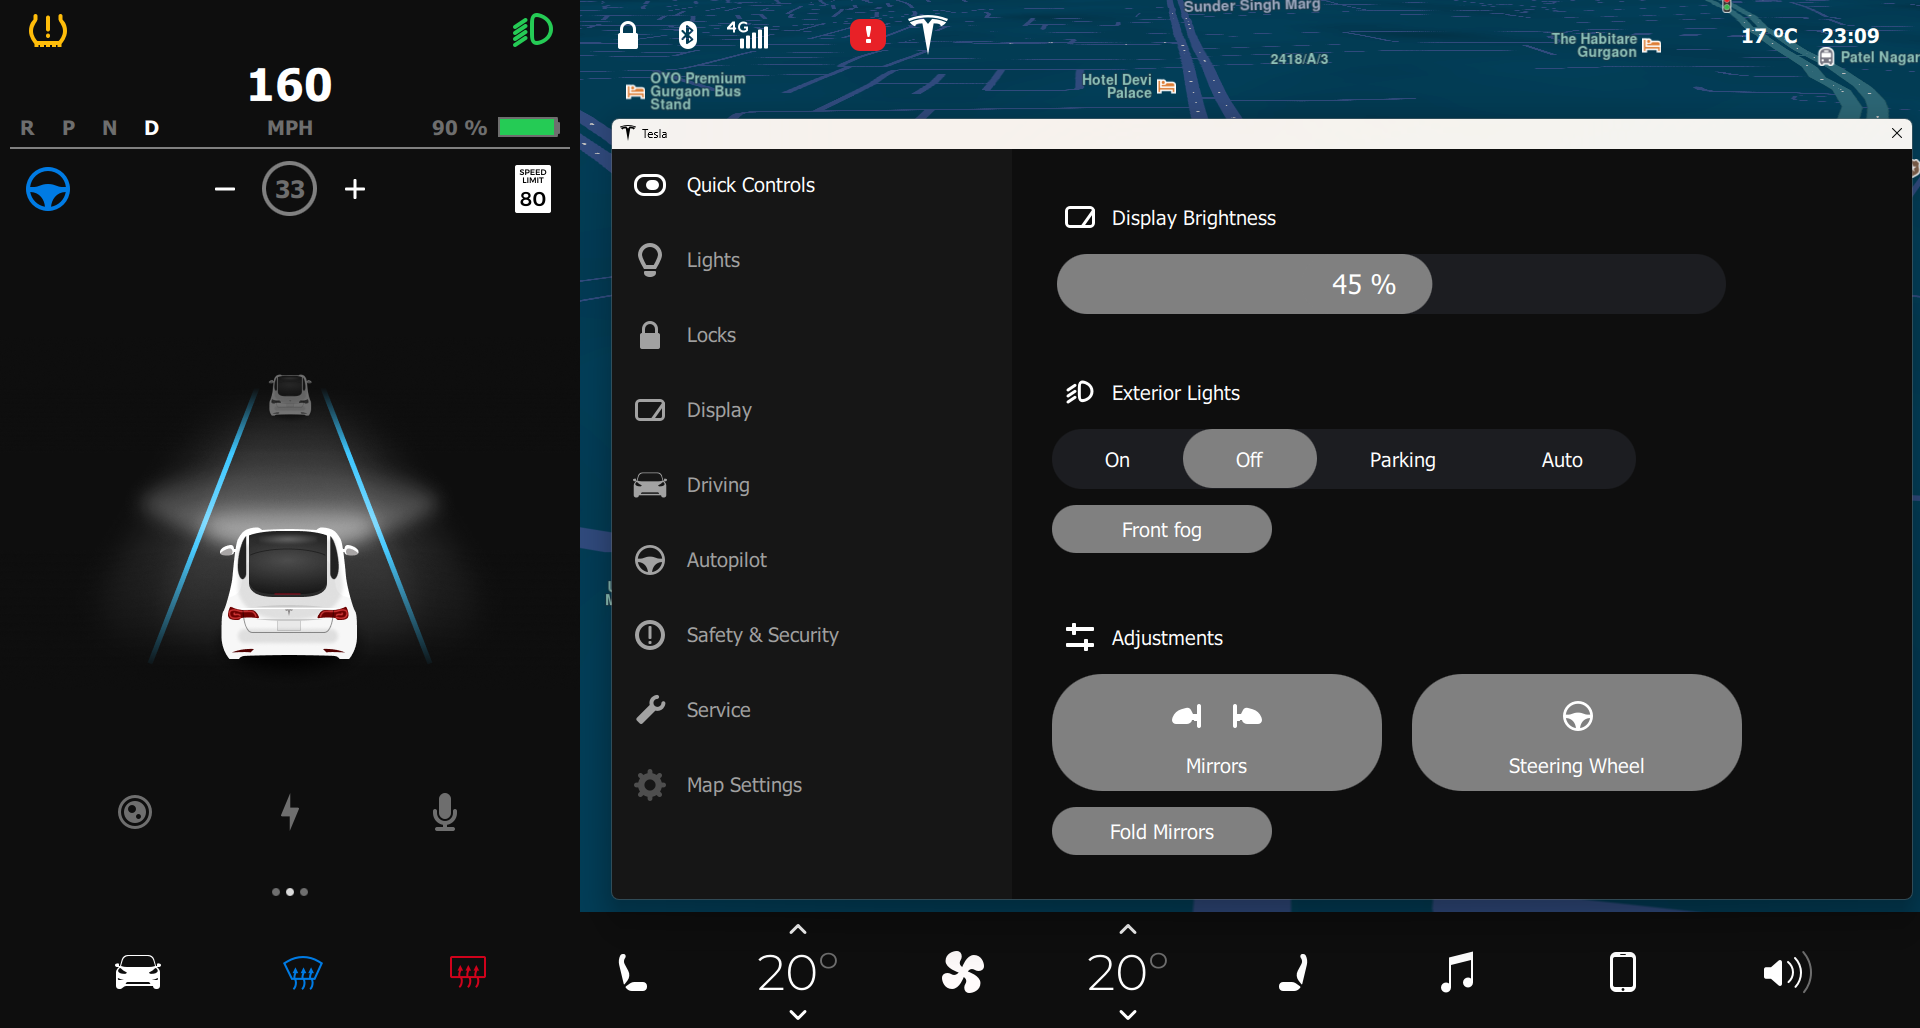 160
R P N D
MPH
90 %
33
SPEED
LIMIT
80
4G
!
Sunder Singh Marg
2418/A/3
The Habitare
Gurgaon
17 ºC
23:09
Patel Nagar
OYO Premium
Gurgaon Bus
Stand
Hotel Devi
Palace
Tesla
Quick Controls
Lights
Locks
Display
Driving
Autopilot
Safety & Security
Service
Map Settings
Display Brightness
45 %
Exterior Lights
On
Off
Parking
Auto
Front fog
Adjustments
Mirrors
Steering Wheel
Fold Mirrors
20°
20°